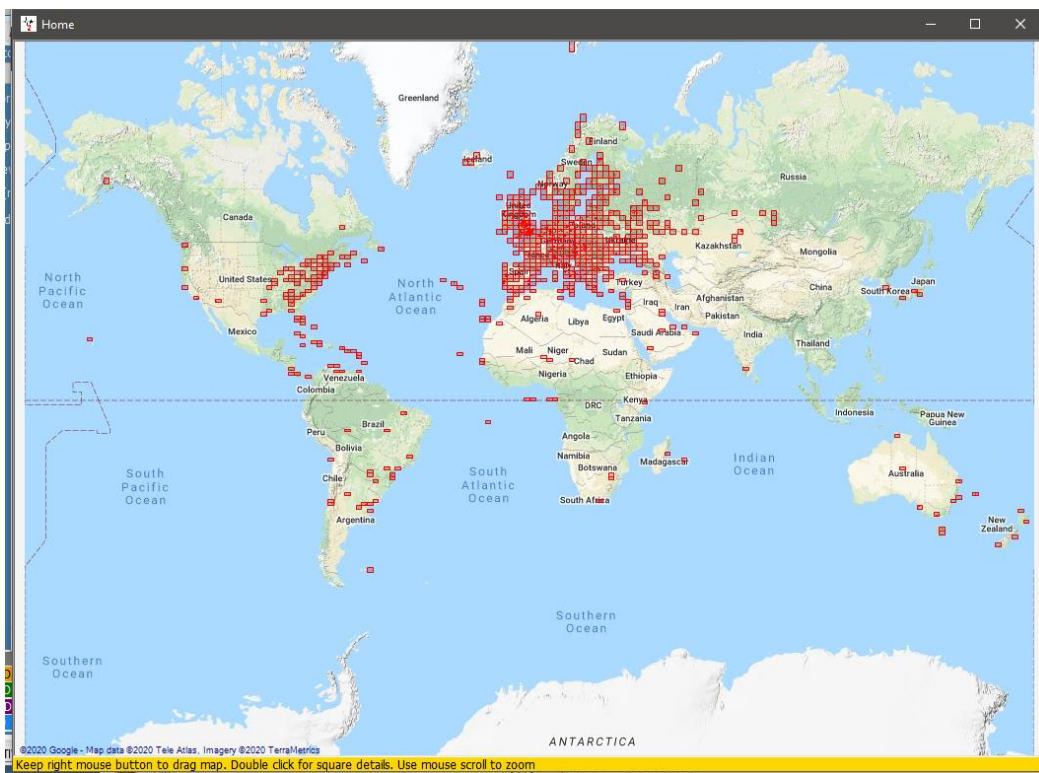 Home
Greenland
Iceland
Finland
Sweden
Norway
Russia
United
Kingdom
Canada
Ukraine
Kazakhstan
Mongolia
North
Pacific
Ocean
United States
North
Atlantic
Ocean
Spain
Italy
Turkey
China
South Korea
Japan
Afghanistan
Iraq
Iran
Pakistan
Algeria
Libya
Egypt
Saudi Arabia
India
Mexico
Mali
Niger
Chad
Sudan
Thailand
Nigeria
Ethiopia
Venezuela
Colombia
DRC
Kenya
Tanzania
Indonesia
Papua New
Guinea
Peru
Brazil
Bolivia
Angola
Namibia
Botswana
Madagascar
Indian
Ocean
South
Pacific
Ocean
Chile
South
Atlantic
Ocean
Australia
South Africa
Argentina
New
Zealand
Southern
Ocean
Southern
Ocean
ANTARCTICA
©2020 Google - Map data ©2020 Tele Atlas, Imagery ©2020 TerraMetrics
Keep right mouse button to drag map. Double click for square details. Use mouse scroll to zoom